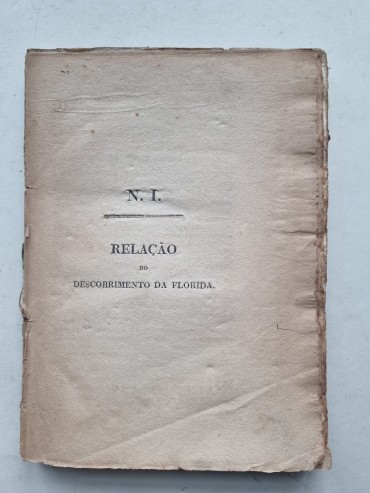 N. I.
RELAÇÃO
DO
DESCOBRIMENTO DA FLORIDA.